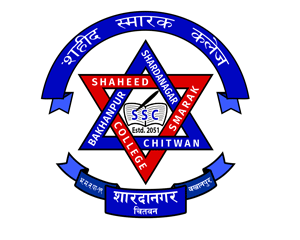 शहीद स्मारक कलेज
SHARDANAGAR
SHAHEED
SMARAK
BAKHANPUR
SSC
Estd. 2051
COLLEGE
CHITWAN
शारदानगर
चितवन